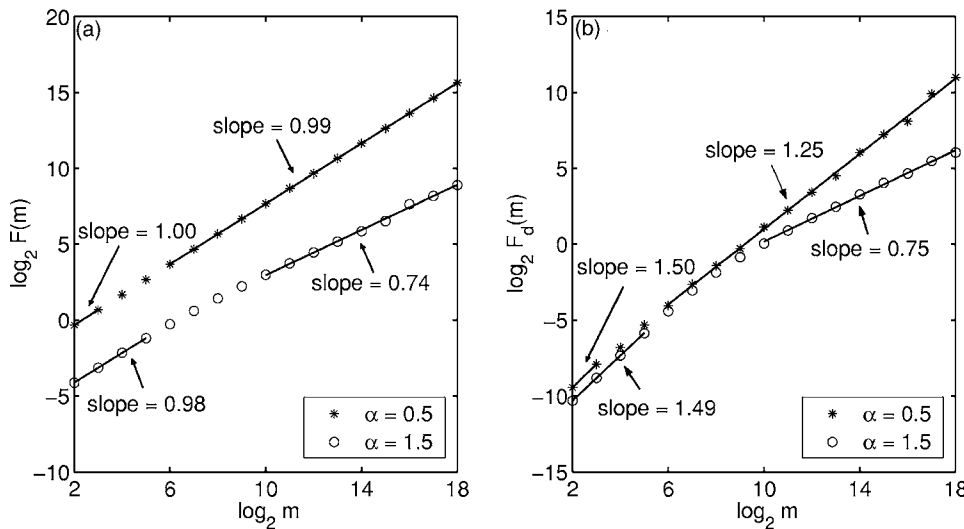 (a)
20
15
10
5
0
−5
−10
log₂ F(m)
slope = 0.99
slope = 1.00
slope = 0.74
slope = 0.98
α = 0.5
α = 1.5
2 6 10 14 18
log₂ m
(b)
15
10
5
0
−5
−10
−15
log₂ F_d(m)
slope = 1.25
slope = 0.75
slope = 1.50
slope = 1.49
α = 0.5
α = 1.5
2 6 10 14 18
log₂ m